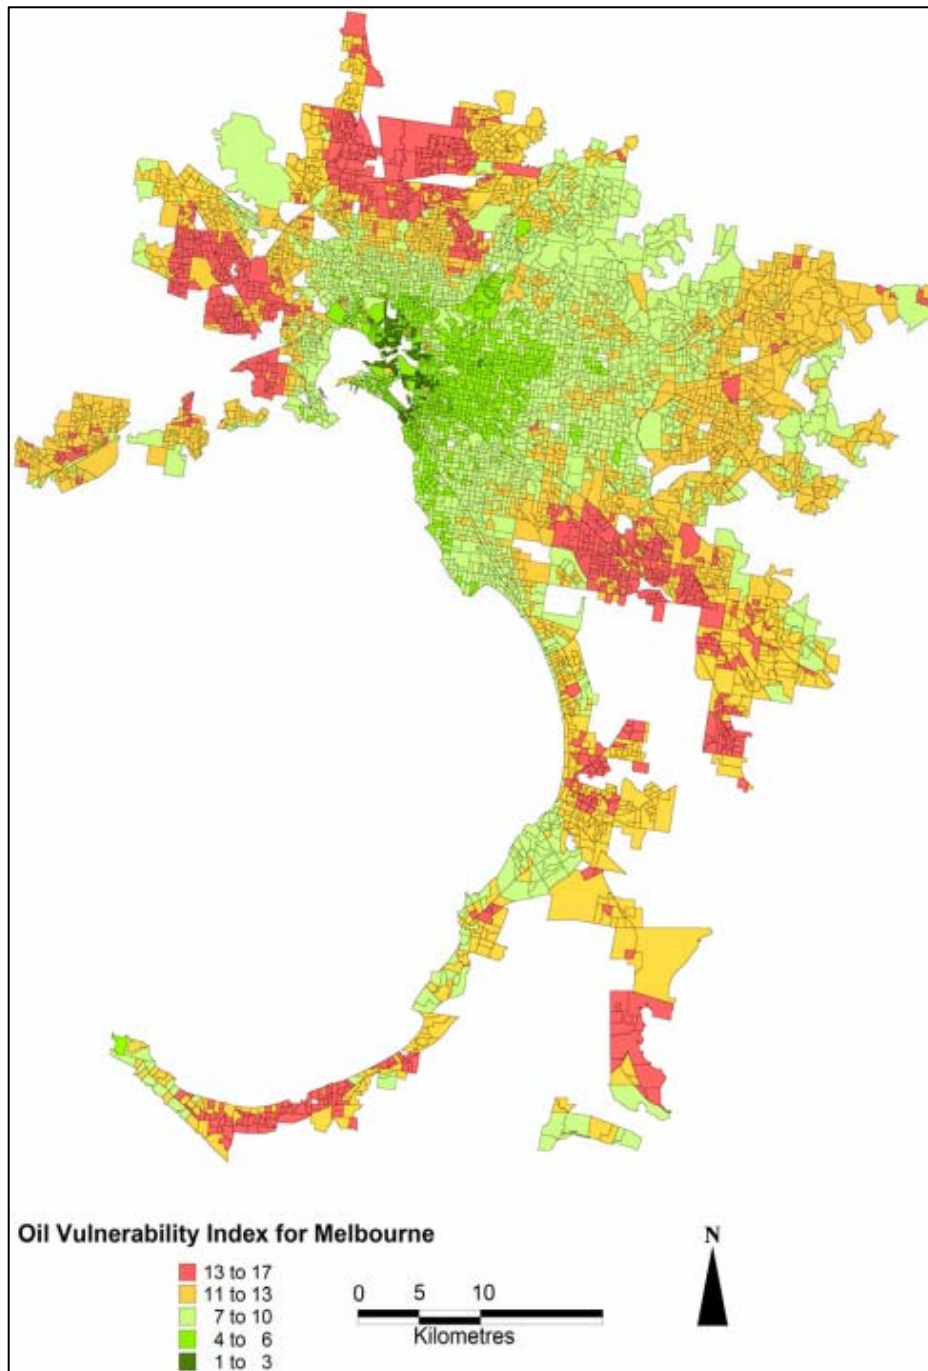 Oil Vulnerability Index for Melbourne
13 to 17
11 to 13
7 to 10
4 to 6
1 to 3
0 5 10
Kilometres
N